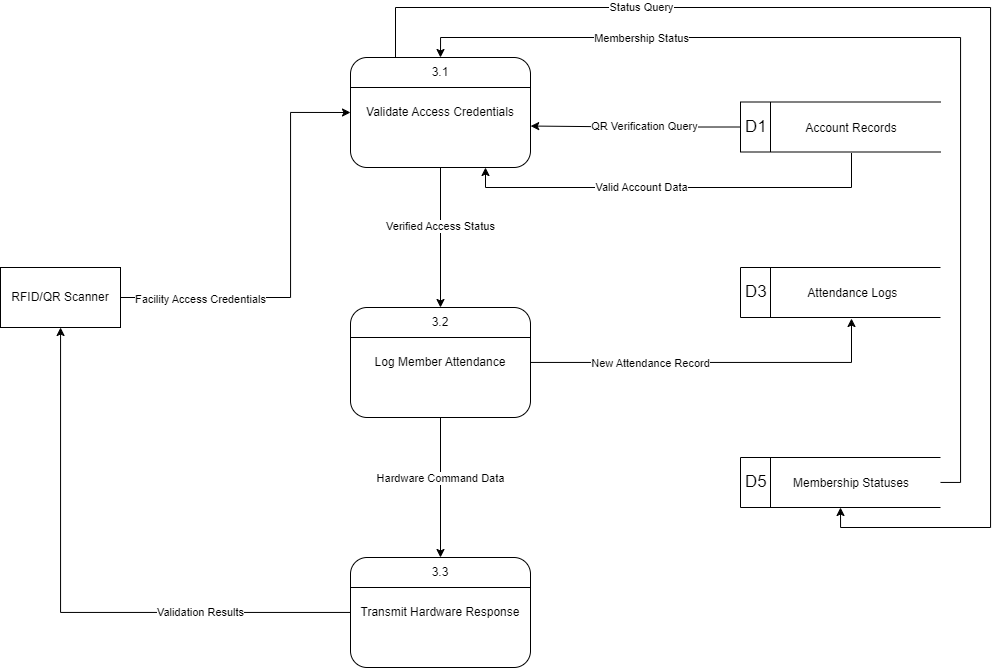 Status Query
Membership Status
3.1
Validate Access Credentials
QR Verification Query
D1
Account Records
Valid Account Data
Verified Access Status
RFID/QR Scanner
Facility Access Credentials
D3
Attendance Logs
3.2
Log Member Attendance
New Attendance Record
Hardware Command Data
D5
Membership Statuses
3.3
Transmit Hardware Response
Validation Results